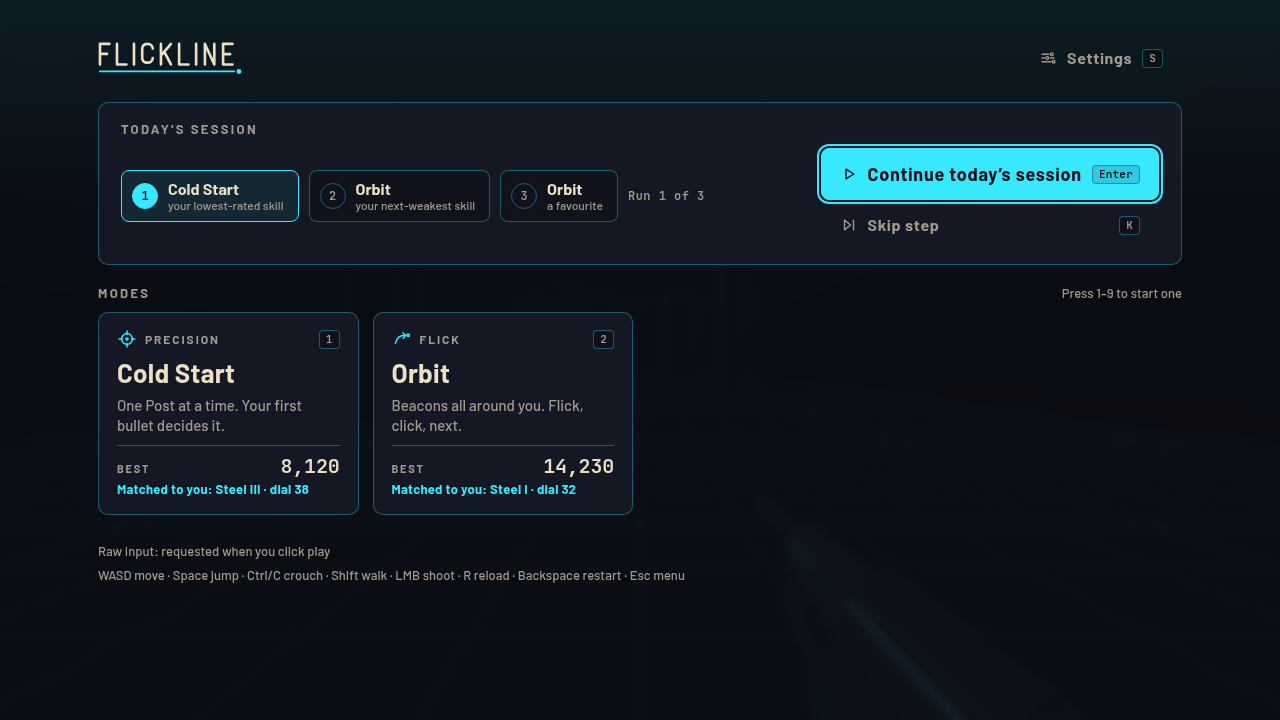 FLICKLINE
Settings S
TODAY'S SESSION
1 Cold Start
your lowest-rated skill
2 Orbit
your next-weakest skill
3 Orbit
a favourite
Run 1 of 3
Continue today's session Enter
Skip step K
MODES
Press 1–9 to start one
PRECISION 1
Cold Start
One Post at a time. Your first
bullet decides it.
BEST 8,120
Matched to you: Steel III · dial 38
FLICK 2
Orbit
Beacons all around you. Flick,
click, next.
BEST 14,230
Matched to you: Steel I · dial 32
Raw input: requested when you click play
WASD move · Space jump · Ctrl/C crouch · Shift walk · LMB shoot · R reload · Backspace restart · Esc menu